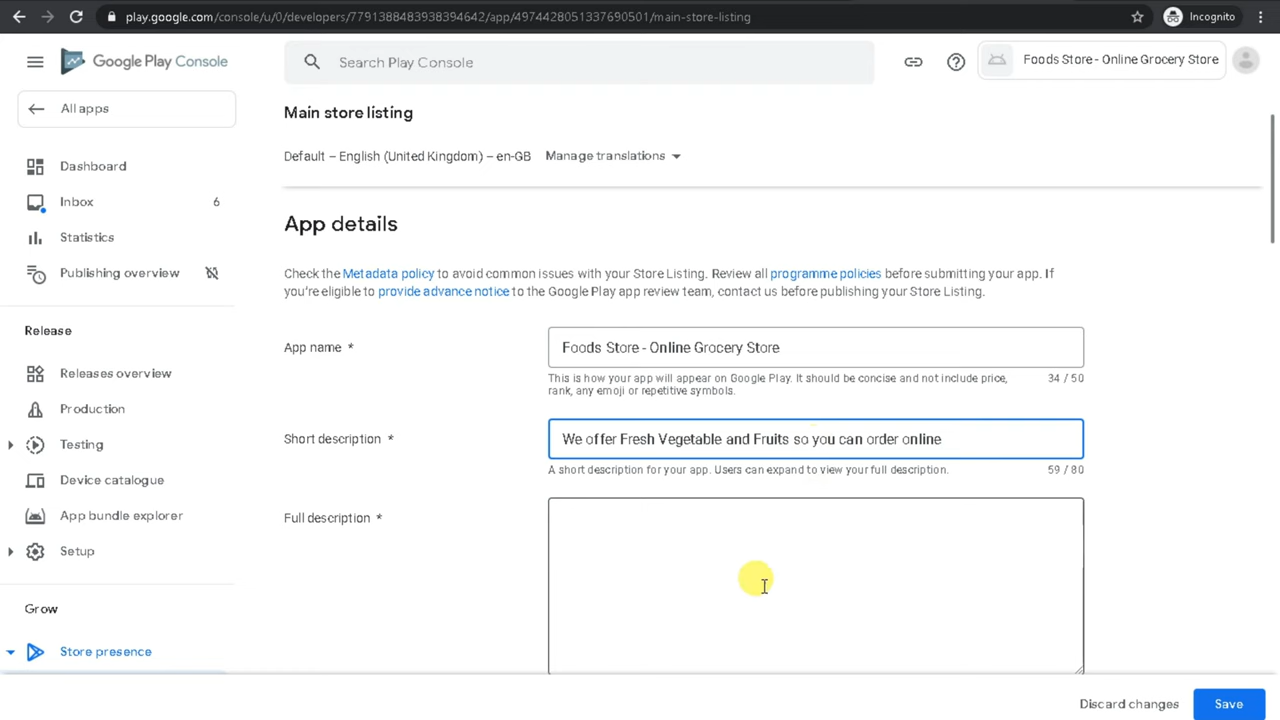 play.google.com/console/u/0/developers/7791388483938394642/app/4974428051337690501/main-store-listing
Incognito
Google Play Console
Search Play Console
Foods Store - Online Grocery Store
All apps
Dashboard
Inbox 6
Statistics
Publishing overview
Release
Releases overview
Production
Testing
Device catalogue
App bundle explorer
Setup
Grow
Store presence
Main store listing
Default – English (United Kingdom) – en-GB Manage translations
App details
Check the Metadata policy to avoid common issues with your Store Listing. Review all programme policies before submitting your app. If
you're eligible to provide advance notice to the Google Play app review team, contact us before publishing your Store Listing.
App name *
Foods Store - Online Grocery Store
This is how your app will appear on Google Play. It should be concise and not include price, 34 / 50
rank, any emoji or repetitive symbols.
Short description *
We offer Fresh Vegetable and Fruits so you can order online
A short description for your app. Users can expand to view your full description. 59 / 80
Full description *
Discard changes
Save